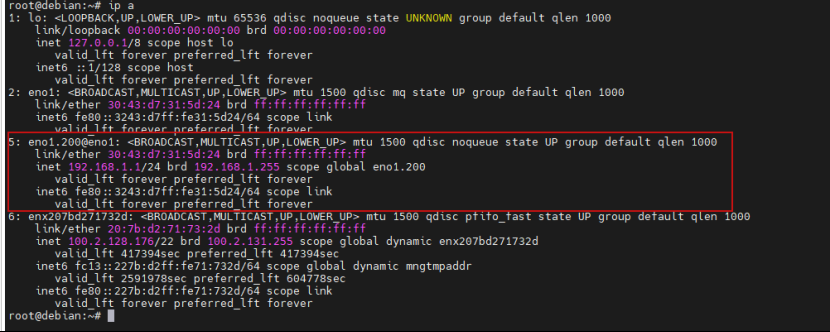 root@debian:~# ip a
1: lo: <LOOPBACK,UP,LOWER_UP> mtu 65536 qdisc noqueue state UNKNOWN group default qlen 1000
    link/loopback 00:00:00:00:00:00 brd 00:00:00:00:00:00
    inet 127.0.0.1/8 scope host lo
       valid_lft forever preferred_lft forever
    inet6 ::1/128 scope host
       valid_lft forever preferred_lft forever
2: eno1: <BROADCAST,MULTICAST,UP,LOWER_UP> mtu 1500 qdisc mq state UP group default qlen 1000
    link/ether 30:43:d7:31:5d:24 brd ff:ff:ff:ff:ff:ff
    inet6 fe80::3243:d7ff:fe31:5d24/64 scope link
       valid_lft forever preferred_lft forever
5: eno1.200@eno1: <BROADCAST,MULTICAST,UP,LOWER_UP> mtu 1500 qdisc noqueue state UP group default qlen 1000
    link/ether 30:43:d7:31:5d:24 brd ff:ff:ff:ff:ff:ff
    inet 192.168.1.1/24 brd 192.168.1.255 scope global eno1.200
       valid_lft forever preferred_lft forever
    inet6 fe80::3243:d7ff:fe31:5d24/64 scope link
       valid_lft forever preferred_lft forever
6: enx207bd271732d: <BROADCAST,MULTICAST,UP,LOWER_UP> mtu 1500 qdisc pfifo_fast state UP group default qlen 1000
    link/ether 20:7b:d2:71:73:2d brd ff:ff:ff:ff:ff:ff
    inet 100.2.128.176/22 brd 100.2.131.255 scope global dynamic enx207bd271732d
       valid_lft 417394sec preferred_lft 417394sec
    inet6 fc13::227b:d2ff:fe71:732d/64 scope global dynamic mngtmpaddr
       valid_lft 2591978sec preferred_lft 604778sec
    inet6 fe80::227b:d2ff:fe71:732d/64 scope link
       valid_lft forever preferred_lft forever
root@debian:~#